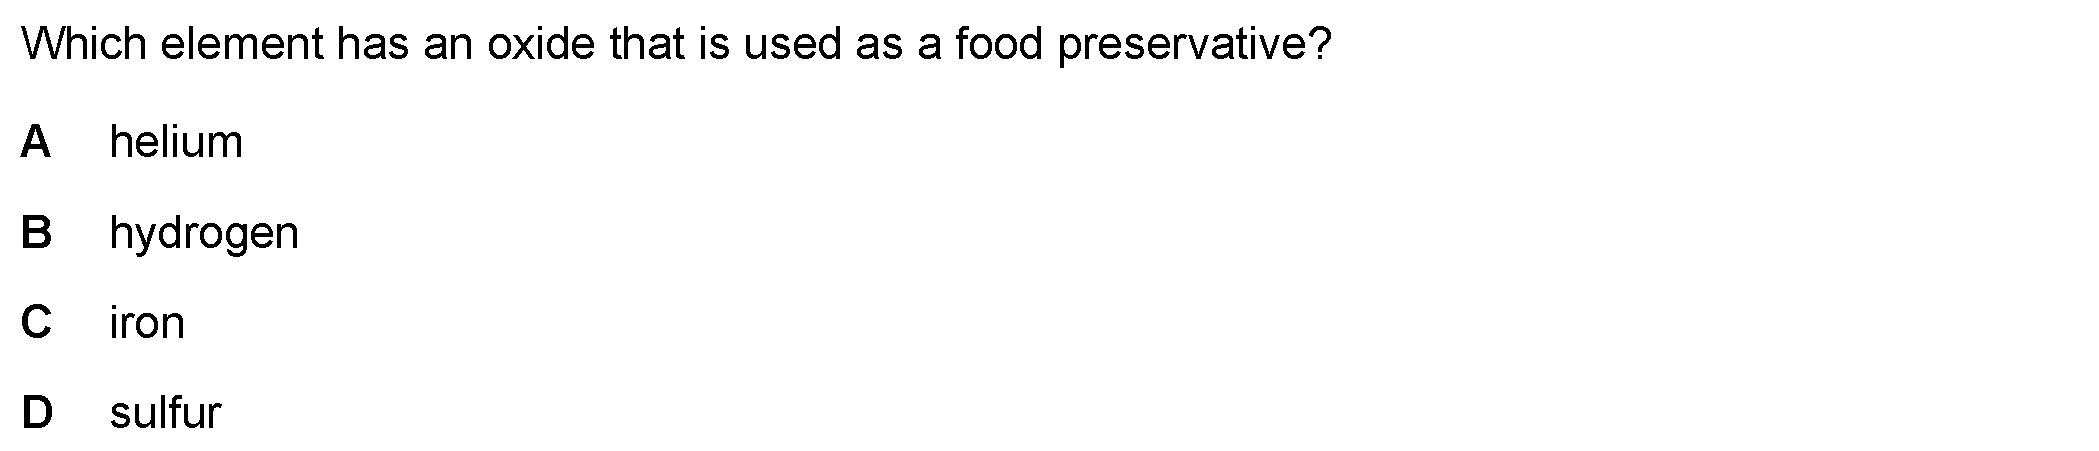 Which element has an oxide that is used as a food preservative?
A helium
B hydrogen
C iron
D sulfur